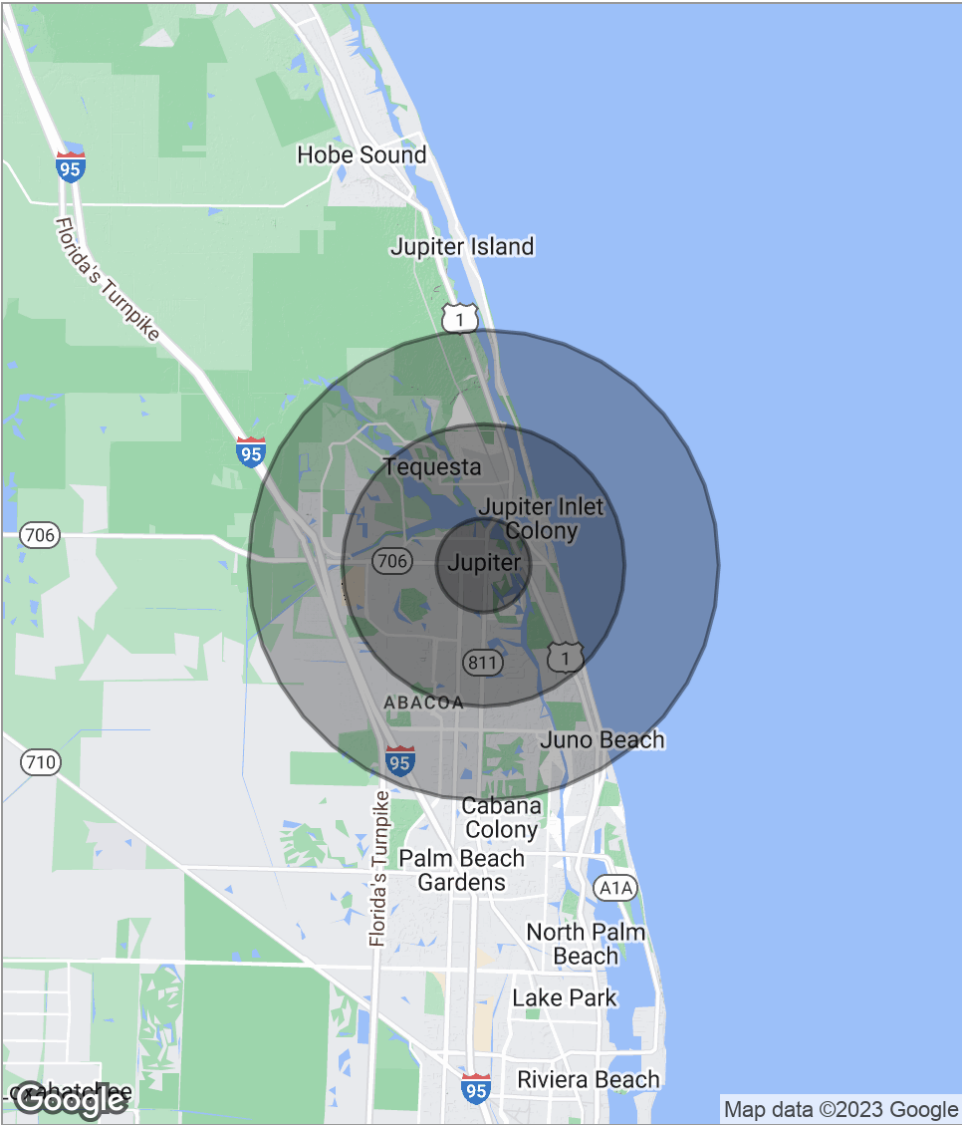 95
Hobe Sound
Florida's Turnpike
Jupiter Island
1
95
Tequesta
Jupiter Inlet
Colony
706
706
Jupiter
811
1
ABACOA
Juno Beach
710
95
Cabana
Colony
Florida's Turnpike
Palm Beach
Gardens
A1A
North Palm
Beach
Lake Park
Riviera Beach
95
Google
Map data ©2023 Google